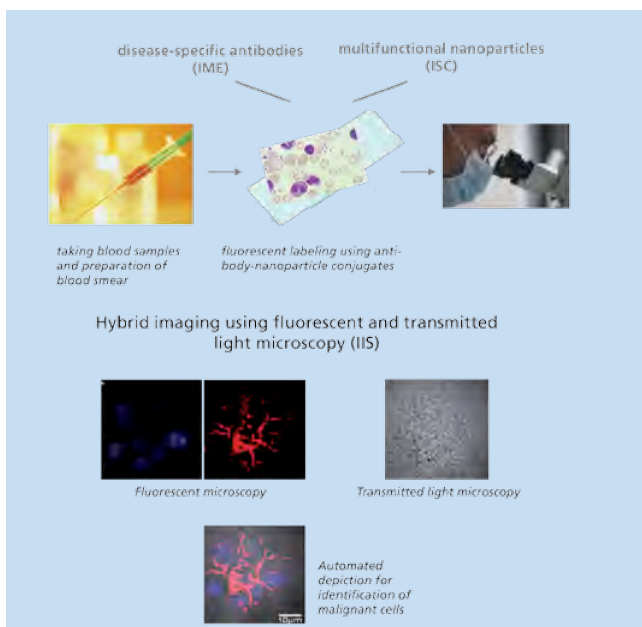 disease-specific antibodies
(IME)
multifunctional nanoparticles
(ISC)
taking blood samples
and preparation of
blood smear
fluorescent labeling using anti-
body-nanoparticle conjugates
Hybrid imaging using fluorescent and transmitted
light microscopy (IIS)
Fluorescent microscopy
Transmitted light microscopy
Automated
depiction for
identification of
malignant cells
10µm